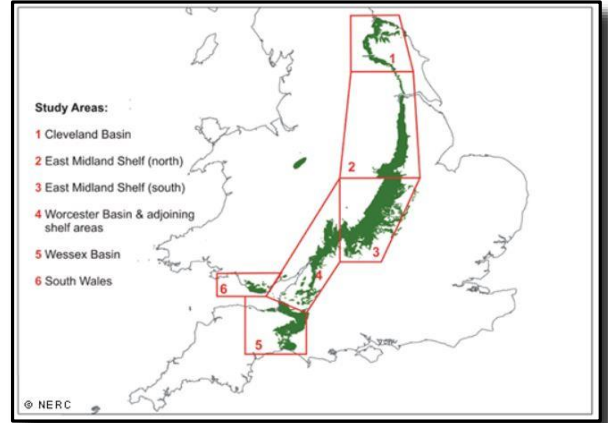 Study Areas:
1 Cleveland Basin
2 East Midland Shelf (north)
3 East Midland Shelf (south)
4 Worcester Basin & adjoining
shelf areas
5 Wessex Basin
6 South Wales
1
2
3
4
6
5
© NERC